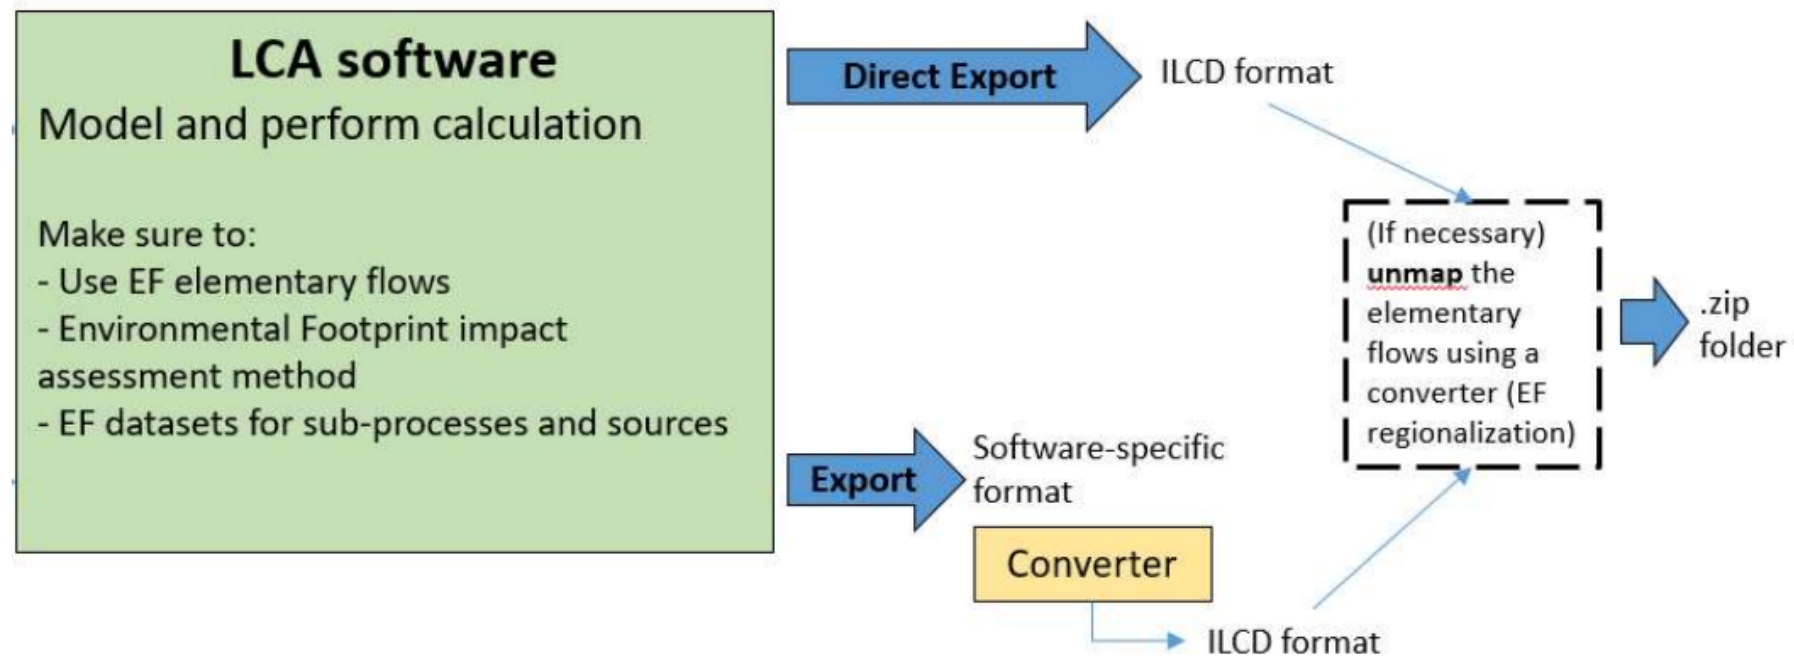 LCA software
Model and perform calculation
Make sure to:
- Use EF elementary flows
- Environmental Footprint impact
assessment method
- EF datasets for sub-processes and sources
Direct Export
ILCD format
Export
Software-specific
format
Converter
ILCD format
(If necessary)
unmap the
elementary
flows using a
converter (EF
regionalization)
.zip
folder